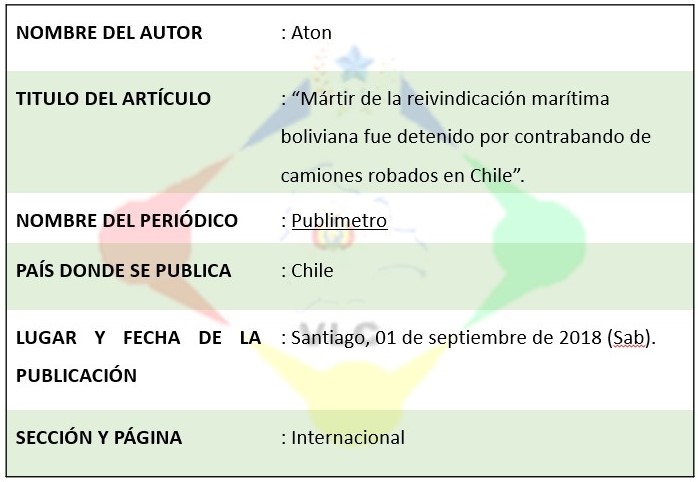 NOMBRE DEL AUTOR : Aton
TITULO DEL ARTÍCULO : “Mártir de la reivindicación marítima
boliviana fue detenido por contrabando de
camiones robados en Chile”.
NOMBRE DEL PERIÓDICO : Publimetro
PAÍS DONDE SE PUBLICA : Chile
LUGAR Y FECHA DE LA : Santiago, 01 de septiembre de 2018 (Sab).
PUBLICACIÓN
SECCIÓN Y PÁGINA : Internacional